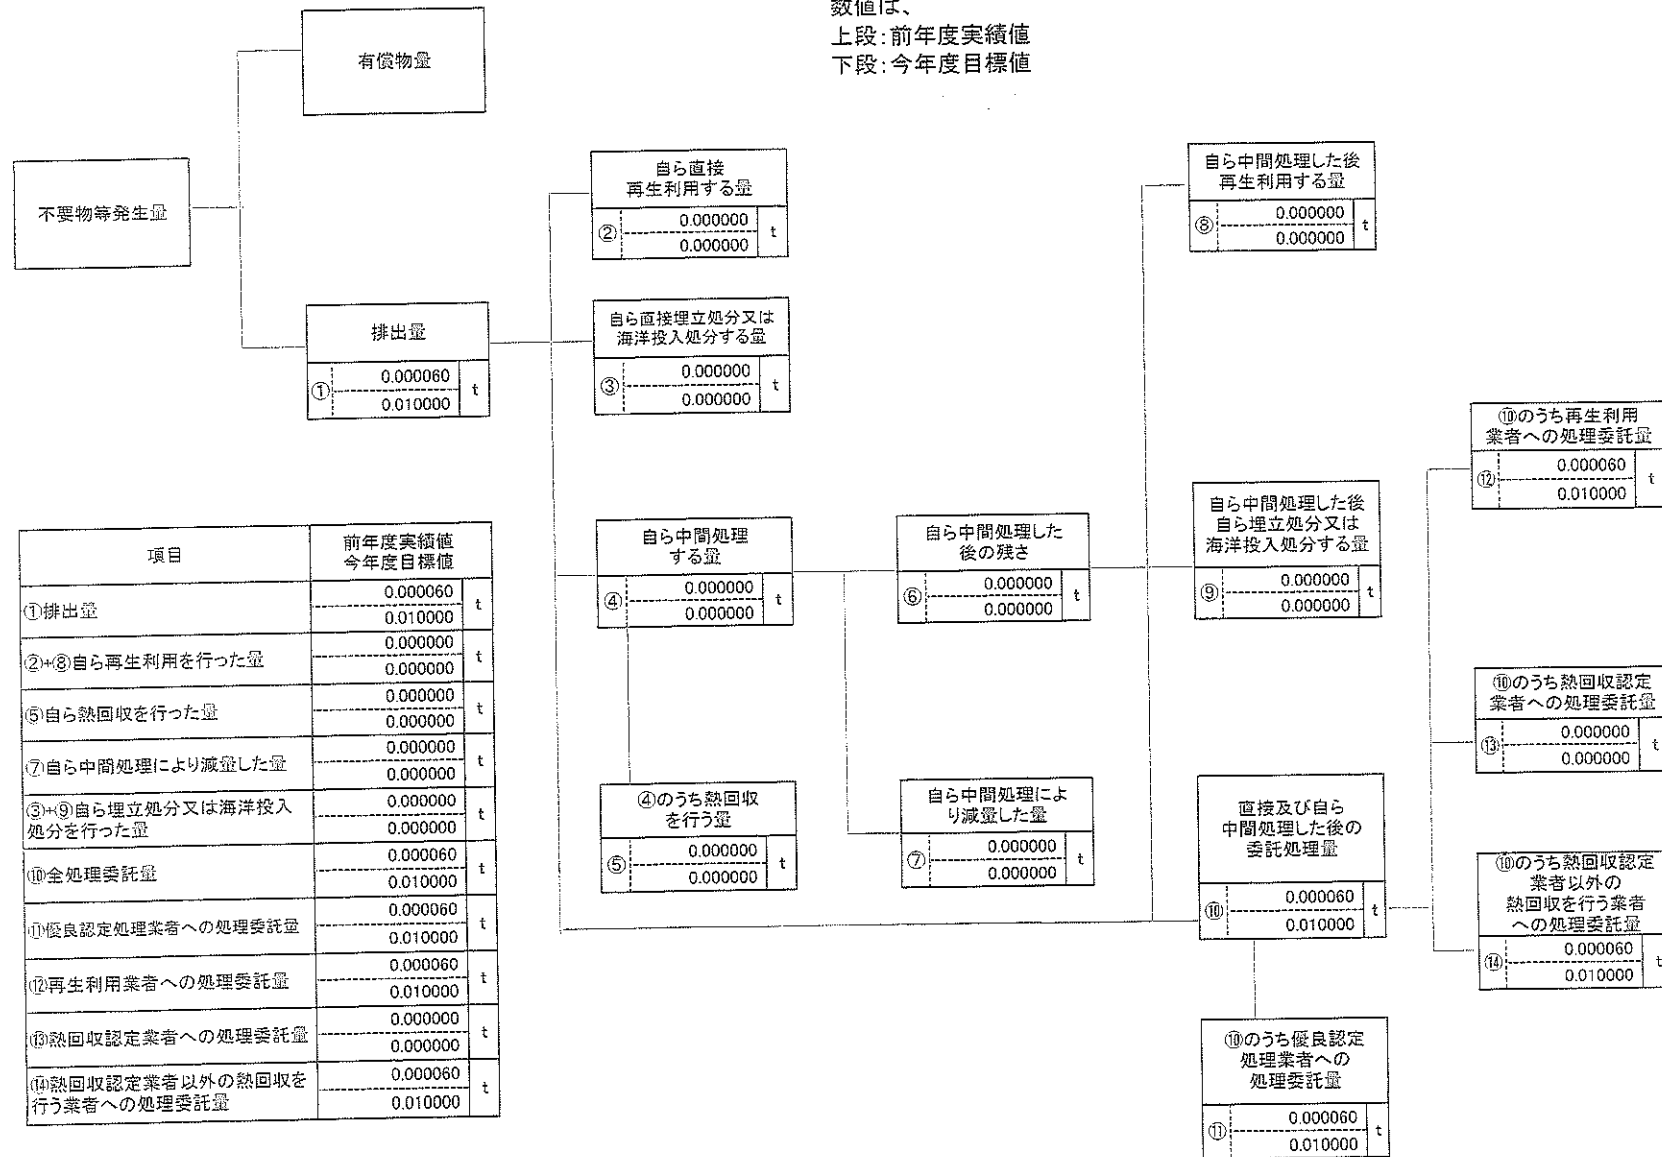 数値は、
上段:前年度実績値
下段:今年度目標値
有償物量
不要物等発生量
排出量
① 0.000060 t
0.010000
自ら直接
再生利用する量
② 0.000000 t
0.000000
自ら直接埋立処分又は
海洋投入処分する量
③ 0.000000 t
0.000000
自ら中間処理
する量
④ 0.000000 t
0.000000
④のうち熱回収
を行う量
⑤ 0.000000 t
0.000000
自ら中間処理した
後の残さ
⑥ 0.000000 t
0.000000
自ら中間処理によ
り減量した量
⑦ 0.000000 t
0.000000
自ら中間処理した後
再生利用する量
⑧ 0.000000 t
0.000000
自ら中間処理した後
自ら埋立処分又は
海洋投入処分する量
⑨ 0.000000 t
0.000000
直接及び自ら
中間処理した後の
委託処理量
⑩ 0.000060 t
0.010000
⑩のうち優良認定
処理業者への
処理委託量
⑪ 0.000060 t
0.010000
⑩のうち再生利用
業者への処理委託量
⑫ 0.000060 t
0.010000
⑩のうち熱回収認定
業者への処理委託量
⑬ 0.000000 t
0.000000
⑩のうち熱回収認定
業者以外の
熱回収を行う業者
への処理委託量
⑭ 0.000060 t
0.010000
項目 前年度実績値
今年度目標値
①排出量 0.000060 t
0.010000
②+⑧自ら再生利用を行った量 0.000000 t
0.000000
⑤自ら熱回収を行った量 0.000000 t
0.000000
⑦自ら中間処理により減量した量 0.000000 t
0.000000
③+⑨自ら埋立処分又は海洋投入 0.000000 t
処分を行った量 0.000000
⑩全処理委託量 0.000060 t
0.010000
⑪優良認定処理業者への処理委託量 0.000060 t
0.010000
⑫再生利用業者への処理委託量 0.000060 t
0.010000
⑬熱回収認定業者への処理委託量 0.000000 t
0.000000
⑭熱回収認定業者以外の熱回収を 0.000060 t
行う業者への処理委託量 0.010000